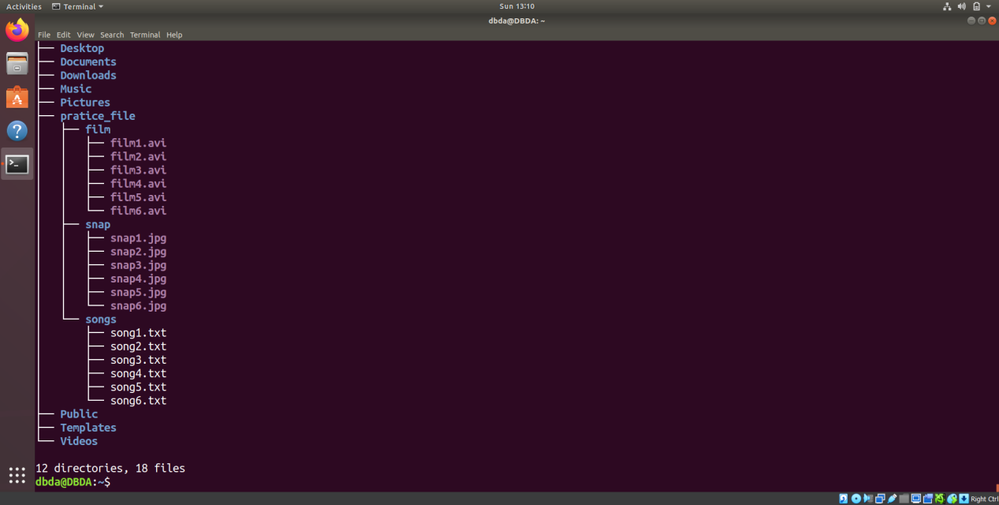 Activities Terminal Sun 13:10
dbda@DBDA: ~
File Edit View Search Terminal Help
├── Desktop
├── Documents
├── Downloads
├── Music
├── Pictures
├── pratice_file
│   ├── film
│   │   ├── film1.avi
│   │   ├── film2.avi
│   │   ├── film3.avi
│   │   ├── film4.avi
│   │   ├── film5.avi
│   │   └── film6.avi
│   ├── snap
│   │   ├── snap1.jpg
│   │   ├── snap2.jpg
│   │   ├── snap3.jpg
│   │   ├── snap4.jpg
│   │   ├── snap5.jpg
│   │   └── snap6.jpg
│   └── songs
│       ├── song1.txt
│       ├── song2.txt
│       ├── song3.txt
│       ├── song4.txt
│       ├── song5.txt
│       └── song6.txt
├── Public
├── Templates
└── Videos
12 directories, 18 files
dbda@DBDA:~$
Right Ctrl